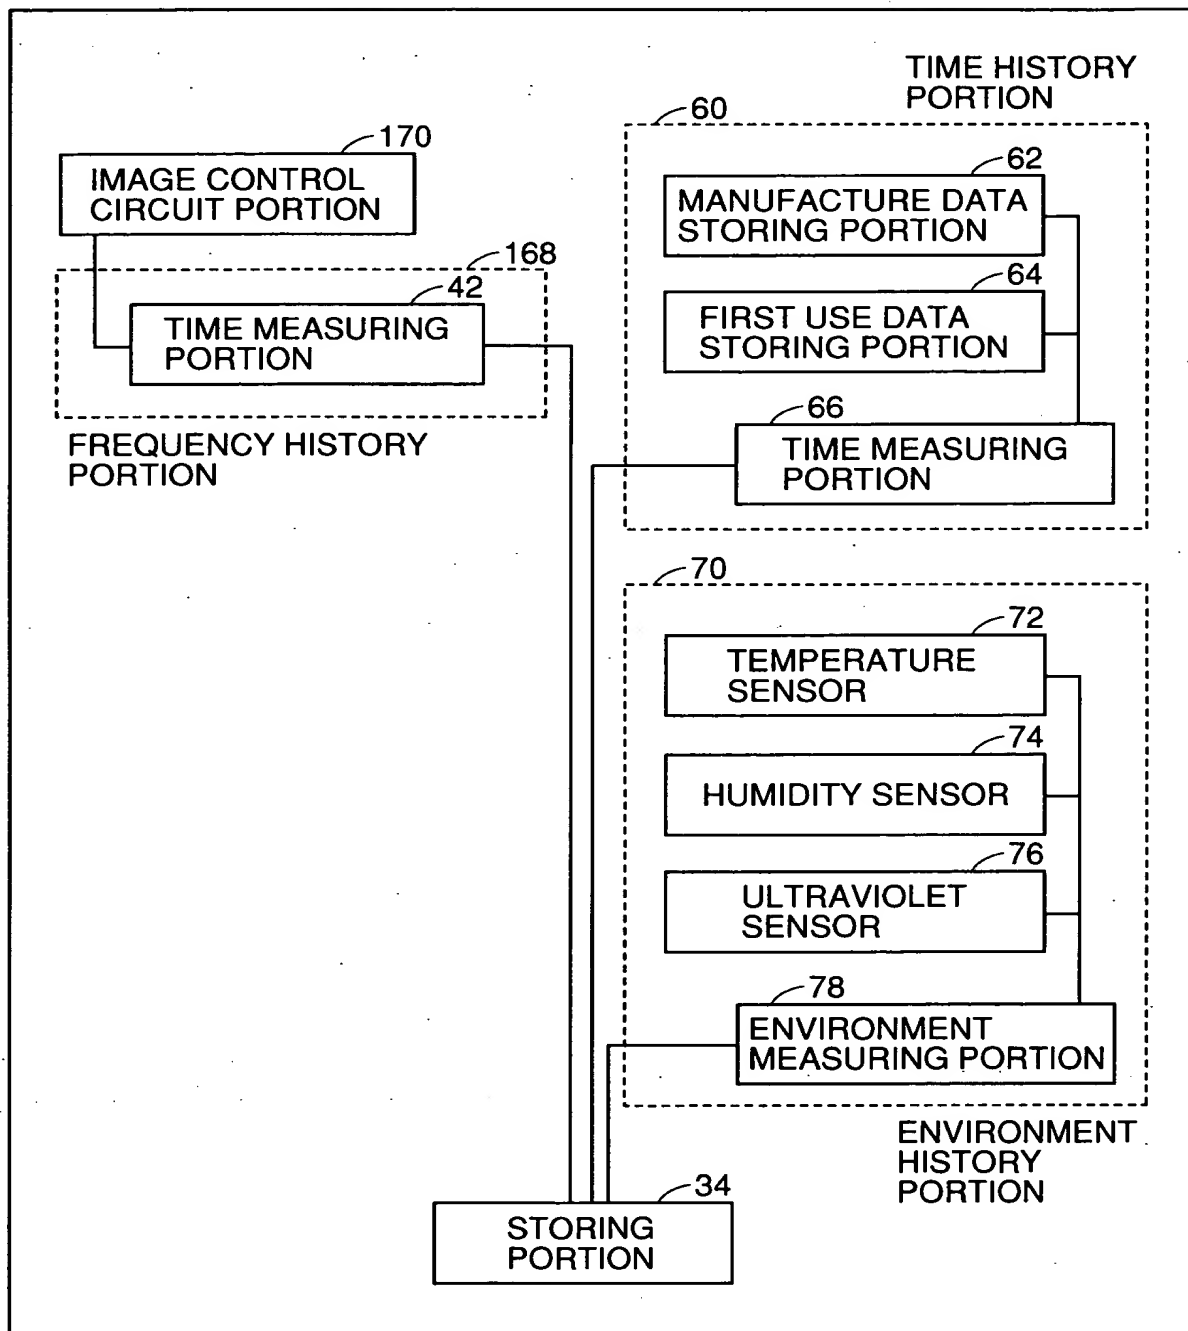 170
IMAGE CONTROL
CIRCUIT PORTION
168
42
TIME MEASURING
PORTION
FREQUENCY HISTORY
PORTION
TIME HISTORY
PORTION
60
62
MANUFACTURE DATA
STORING PORTION
64
FIRST USE DATA
STORING PORTION
66
TIME MEASURING
PORTION
70
72
TEMPERATURE
SENSOR
74
HUMIDITY SENSOR
76
ULTRAVIOLET
SENSOR
78
ENVIRONMENT
MEASURING PORTION
ENVIRONMENT
HISTORY
PORTION
34
STORING
PORTION